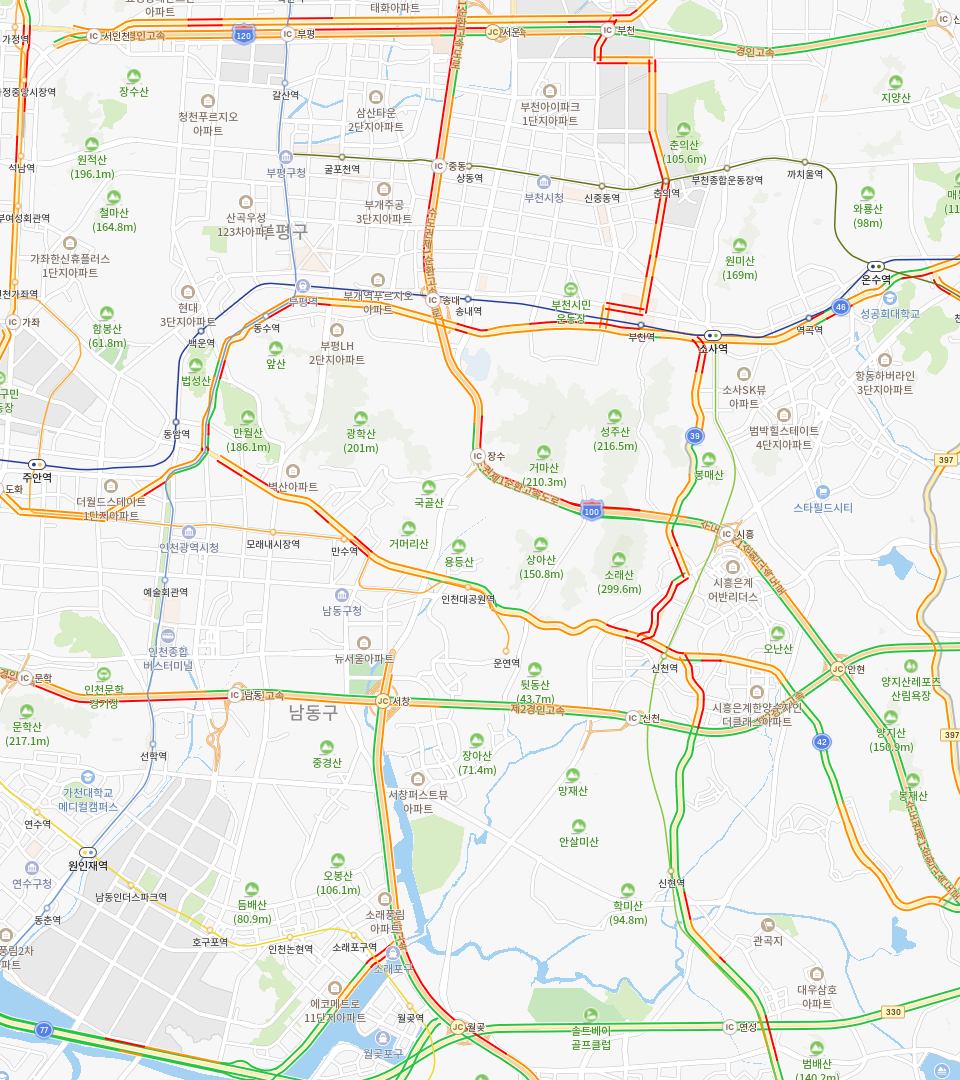 아파트
태화아파트
가정역
IC 서인천
경인고속
120
IC 부평
JC 서운
IC 부천
경인고속
IC
장수산
갈산역
청천푸르지오
아파트
삼산타운
2단지아파트
부천아이파크
1단지아파트
지양산
석남역
원적산
(196.1m)
부평구청
굴포천역
IC 중동
상동역
부천시청
신중동역
춘의산
(105.6m)
춘의역
부천종합운동장역
까치울역
철마산
(164.8m)
산곡우성
123차아파트
부개주공
3단지아파트
와룡산
(98m)
가좌한신휴플러스
1단지아파트
원미산
(169m)
온수역
현대
3단지아파트
부평역
부개역푸르지오
아파트
IC 송내
송내역
부천시민
운동장
46
성공회대학교
IC 가좌
함봉산
(61.8m)
백운역
동수역
부평LH
2단지아파트
부천역
소사역
역곡역
앞산
법성산
소사SK뷰
아파트
항동하버라인
3단지아파트
동암역
만월산
(186.1m)
광학산
(201m)
성주산
(216.5m)
범박힐스테이트
4단지아파트
39
주안역
IC 장수
거마산
(210.3m)
봉매산
397
도화
더월드스테이트
1단지아파트
벽산아파트
국골산
100
스타필드시티
인천광역시청
모래내시장역
만수역
거머리산
용등산
상아산
(150.8m)
소래산
(299.6m)
IC 시흥
시흥은계
어반리더스
예술회관역
남동구청
인천대공원역
인천종합
버스터미널
뉴서울아파트
운연역
신천역
오난산
JC 안현
IC 문학
인천문학
경기장
IC 남동
고속
JC 서창
뒷동산
(43.7m)
제2경인고속
IC 신천
양지산레포츠
산림욕장
문학산
(217.1m)
남동구
시흥은계한양수자인
더클래스아파트
42
양지산
(150.9m)
397
선학역
중경산
장아산
(71.4m)
가천대학교
메디컬캠퍼스
서창퍼스트뷰
아파트
망재산
봉재산
연수역
안살미산
원인재역
연수구청
남동인더스파크역
오봉산
(106.1m)
신현역
둠배산
(80.9m)
학미산
(94.8m)
동춘역
호구포역
인천논현역
소래풍림
아파트
소래포구역
소래포구
관곡지
에코메트로
11단지아파트
대우삼호
아파트
77
월곶역
JC 월곶
월곶포구
솔트베이
골프클럽
IC 연성
330
범배산
(140.2m)